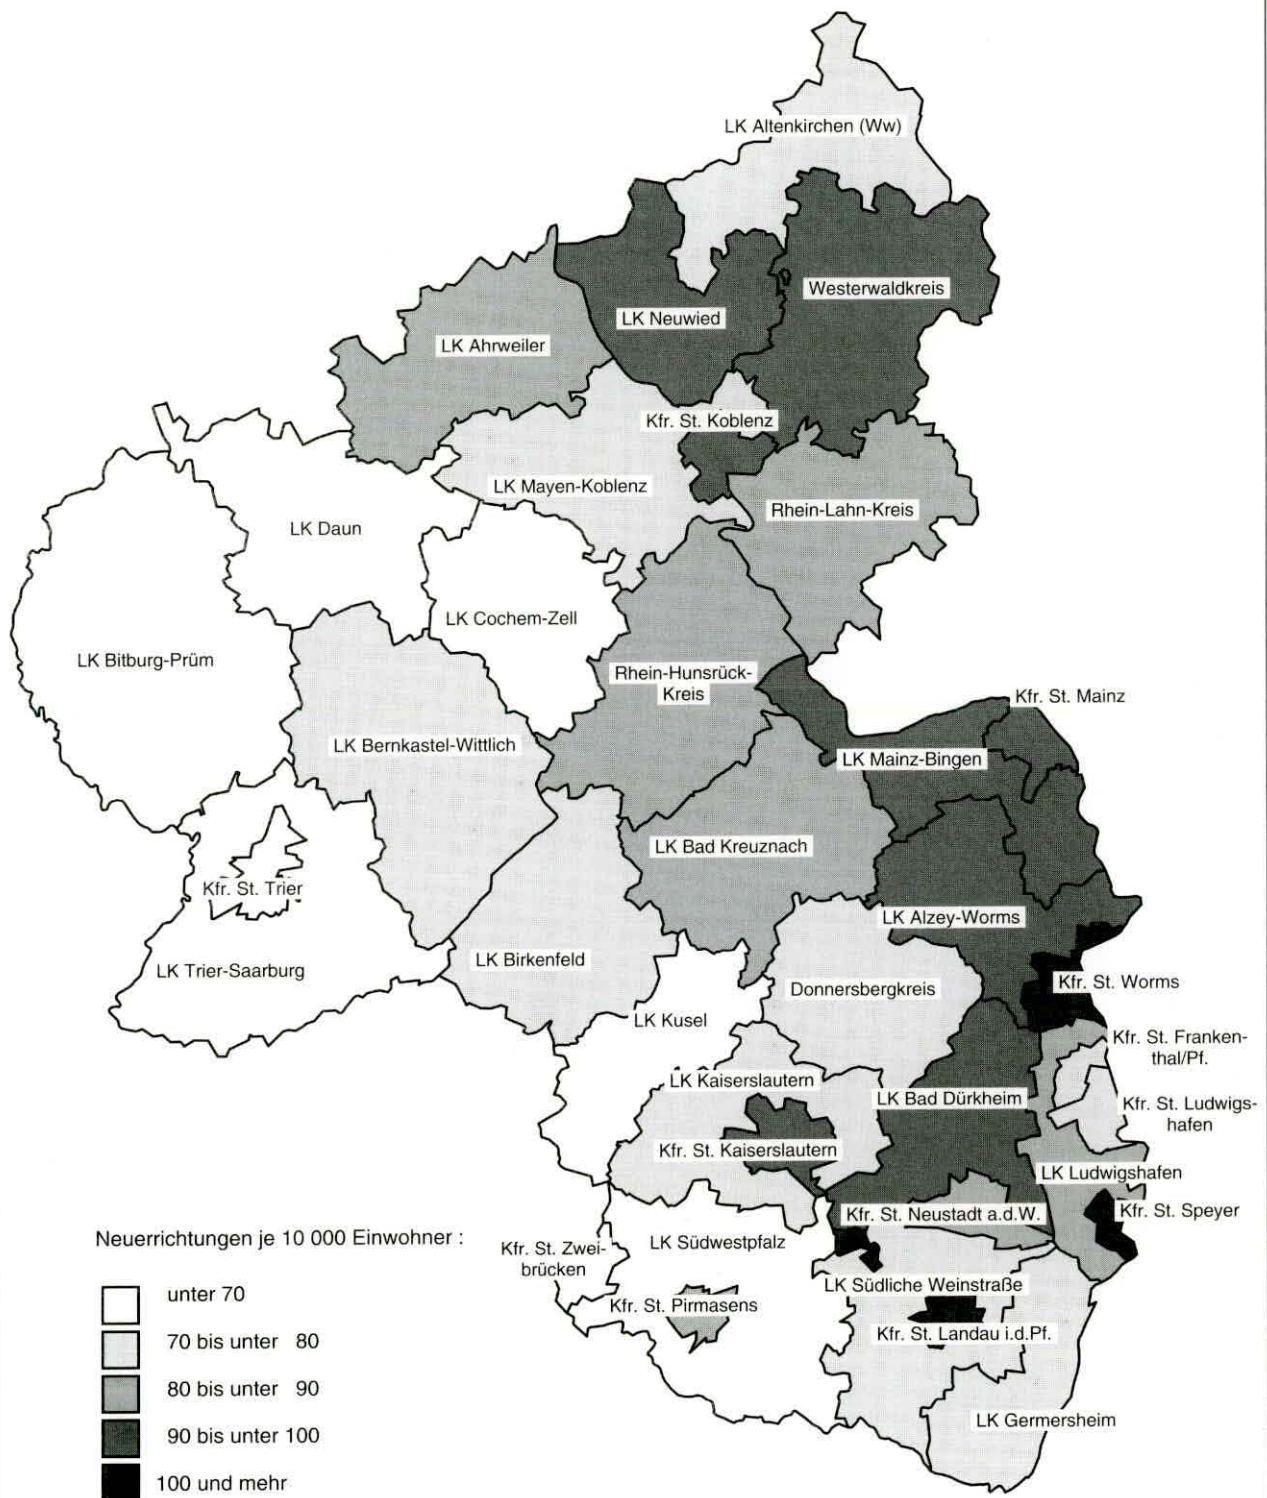 LK Altenkirchen (Ww)
Westerwaldkreis
LK Neuwied
LK Ahrweiler
Kfr. St. Koblenz
LK Mayen-Koblenz
Rhein-Lahn-Kreis
LK Daun
LK Cochem-Zell
LK Bitburg-Prüm
Rhein-Hunsrück-
Kreis
Kfr. St. Mainz
LK Bernkastel-Wittlich
LK Mainz-Bingen
LK Bad Kreuznach
Kfr. St. Trier
LK Alzey-Worms
LK Birkenfeld
LK Trier-Saarburg
Kfr. St. Worms
Donnersbergkreis
LK Kusel
Kfr. St. Franken-
thal/Pf.
LK Kaiserslautern
LK Bad Dürkheim
Kfr. St. Ludwigs-
hafen
Kfr. St. Kaiserslautern
LK Ludwigshafen
Kfr. St. Neustadt a.d.W.
Kfr. St. Speyer
Neuerrichtungen je 10 000 Einwohner :
LK Südwestpfalz
Kfr. St. Zwei-
brücken
LK Südliche Weinstraße
Kfr. St. Pirmasens
Kfr. St. Landau i.d.Pf.
LK Germersheim
unter 70
70 bis unter 80
80 bis unter 90
90 bis unter 100
100 und mehr